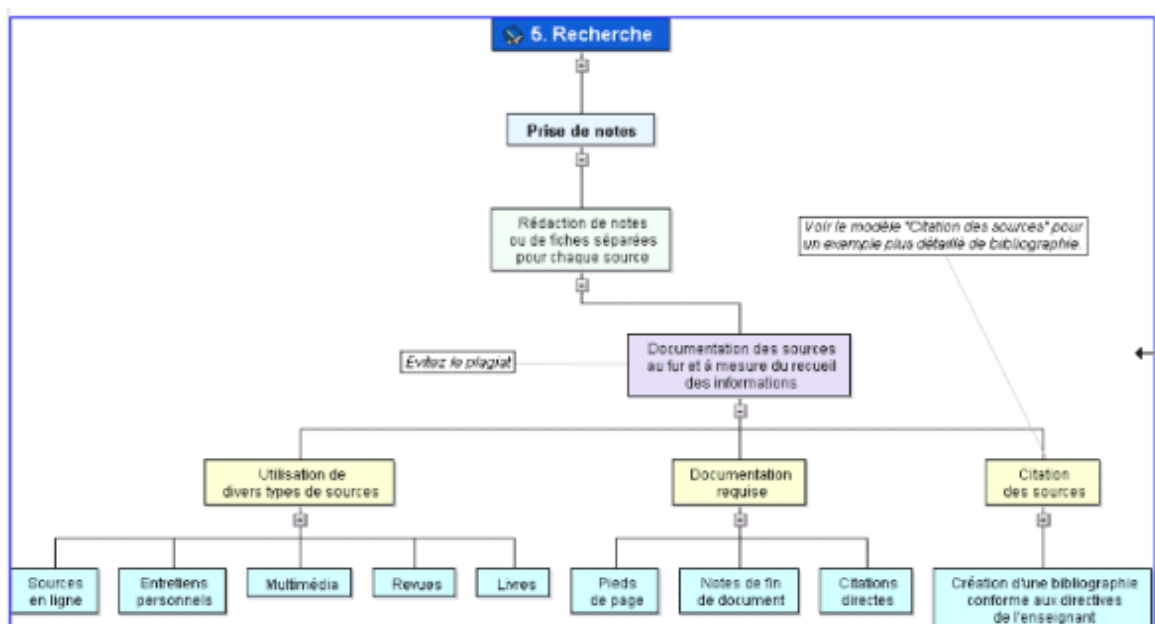 5. Recherche
Prise de notes
Rédaction de notes
ou de fiches séparées
pour chaque source
Voir le modèle "Citation des sources" pour
un exemple plus détaillé de bibliographie.
Documentation des sources
au fur et à mesure du recueil
des informations
Evitez le plagiat
Utilisation de
divers types de sources
Documentation
requise
Citation
des sources
Sources
en ligne
Entretiens
personnels
Multimédia
Revues
Livres
Pieds
de page
Notes de fin
de document
Citations
directes
Création d'une bibliographie
conforme aux directives
de l'enseignant